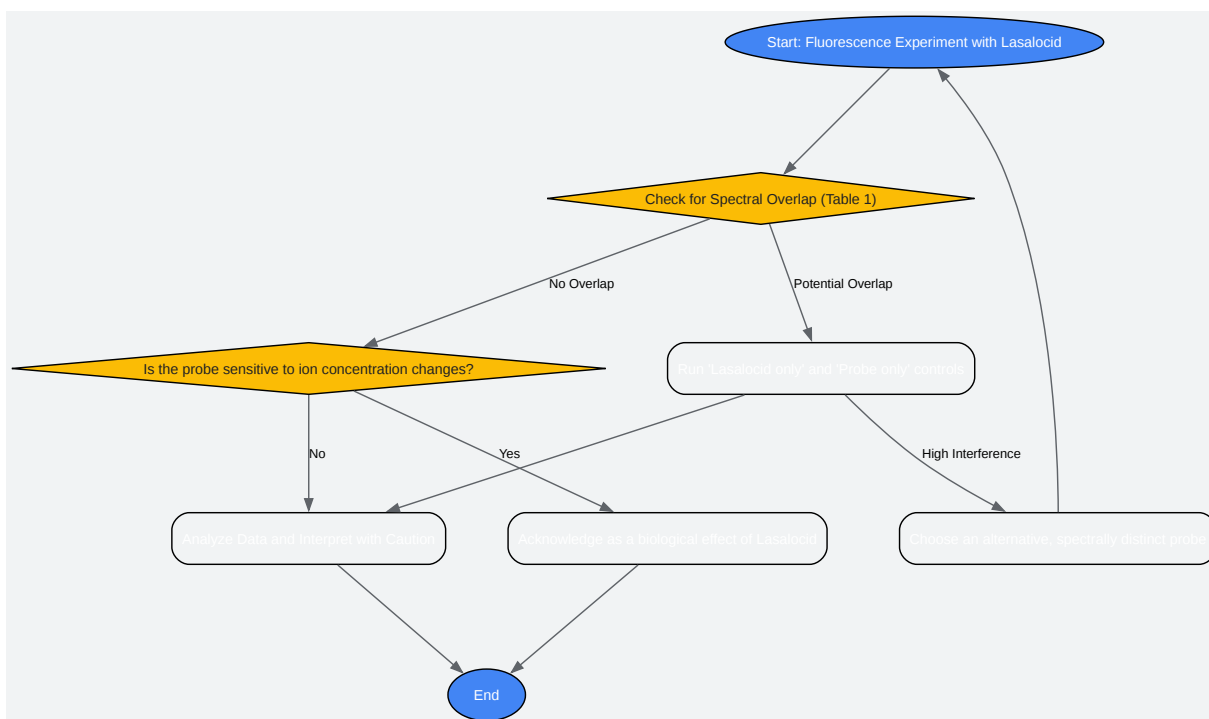 Start: Fluorescence Experiment with Lasalocid
Check for Spectral Overlap (Table 1)
No Overlap
Potential Overlap
Is the probe sensitive to ion concentration changes?
Run 'Lasalocid only' and 'Probe only' controls
No
Yes
High Interference
Analyze Data and Interpret with Caution
Acknowledge as a biological effect of Lasalocid
Choose an alternative, spectrally distinct probe
End